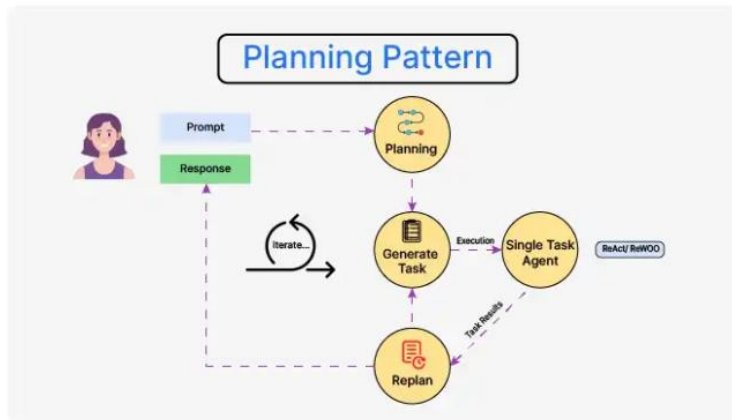 Planning Pattern
Prompt
Planning
Response
Iterate...
Generate
Task
Execution
Single Task
Agent
ReAct/ ReWOO
Task Results
Replan